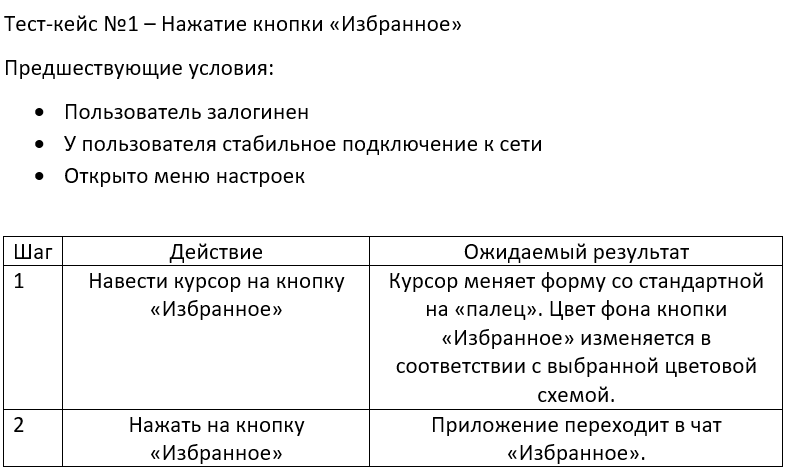 Тест-кейс №1 – Нажатие кнопки «Избранное»
Предшествующие условия:
• Пользователь залогинен
• У пользователя стабильное подключение к сети
• Открыто меню настроек
Шаг Действие Ожидаемый результат
1 Навести курсор на кнопку Курсор меняет форму со стандартной
«Избранное» на «палец». Цвет фона кнопки
«Избранное» изменяется в
соответствии с выбранной цветовой
схемой.
2 Нажать на кнопку Приложение переходит в чат
«Избранное» «Избранное».